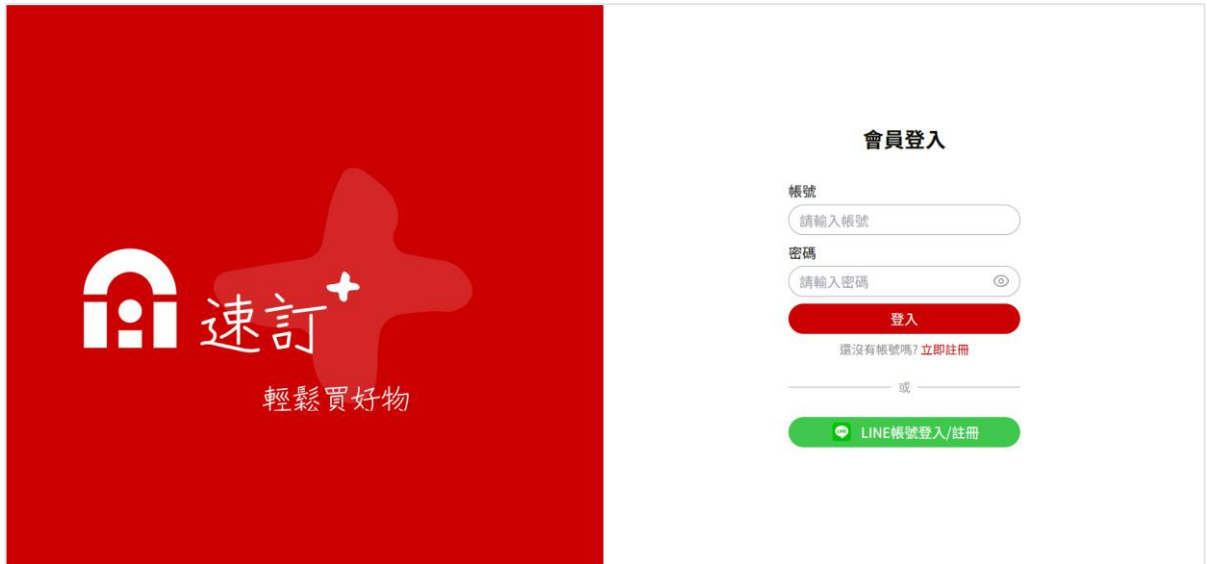 速訂+
輕鬆買好物
會員登入
帳號
請輸入帳號
密碼
請輸入密碼
登入
還沒有帳號嗎? 立即註冊
或
LINE帳號登入/註冊